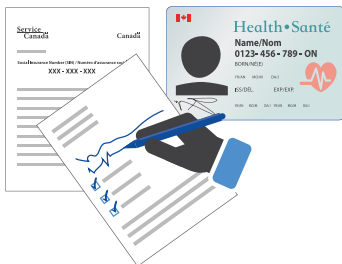 Service
Canada
Canada
Social Insurance Number (SIN) / Numéro d'assurance
XXX - XXX - XXX
Health•Santé
Name/Nom
0123- 456 - 789 - ON
BORN/NÉ(E)
ISS/DEL. EXP/EXP.